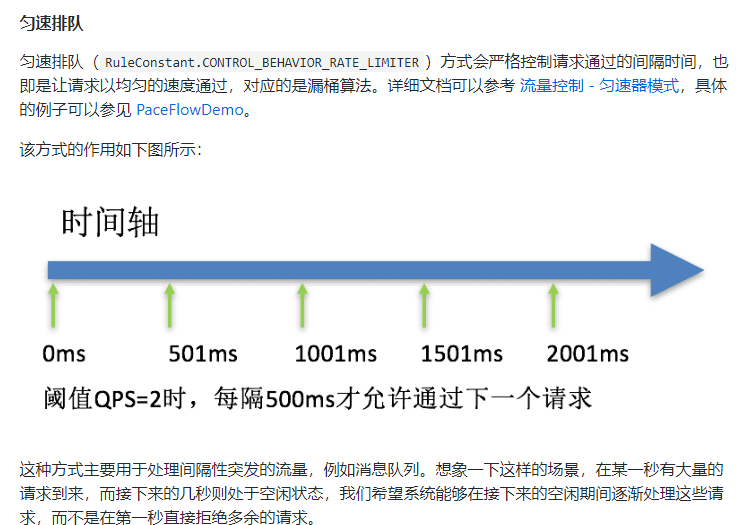 匀速排队
匀速排队（RuleConstant.CONTROL_BEHAVIOR_RATE_LIMITER）方式会严格控制请求通过的间隔时间，也
即是让请求以均匀的速度通过，对应的是漏桶算法。详细文档可以参考 流量控制 - 匀速器模式，具体
的例子可以参见 PaceFlowDemo。
该方式的作用如下图所示：
时间轴
0ms 501ms 1001ms 1501ms 2001ms
阈值QPS=2时，每隔500ms才允许通过下一个请求
这种方式主要用于处理间隔性突发的流量，例如消息队列。想象一下这样的场景，在某一秒有大量的
请求到来，而接下来的几秒则处于空闲状态，我们希望系统能够在接下来的空闲期间逐渐处理这些请
求，而不是在第一秒直接拒绝多余的请求。